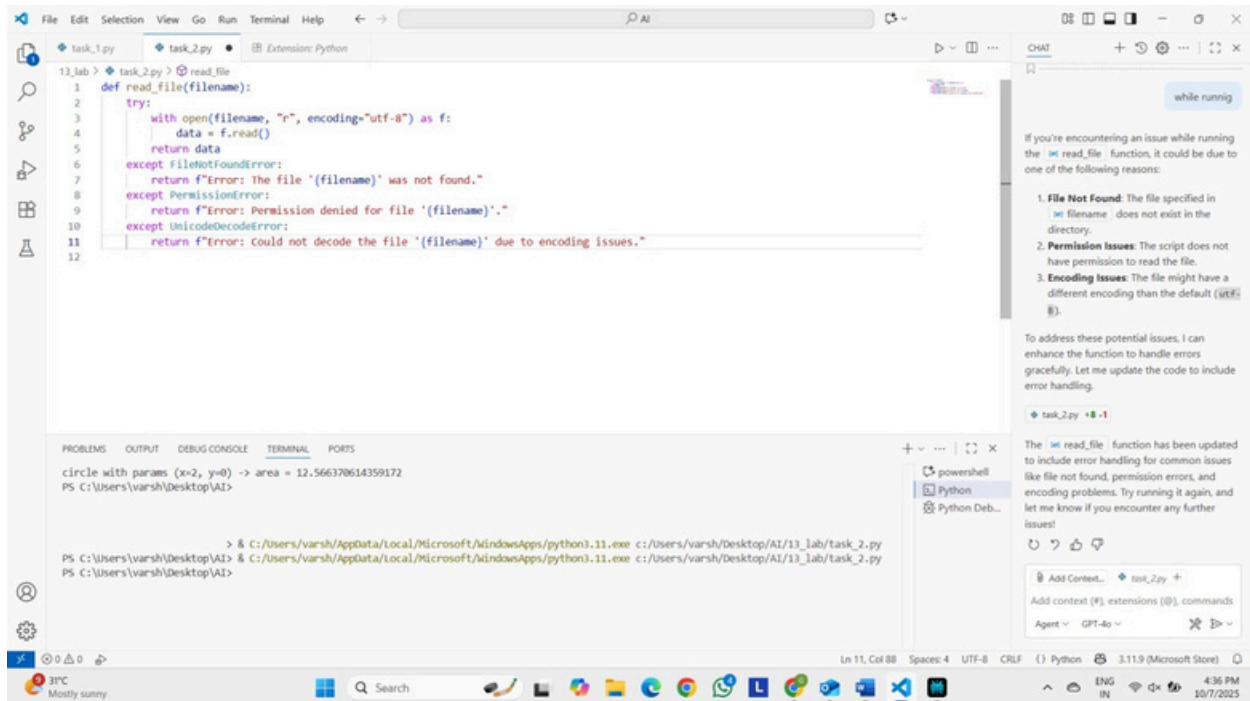 File Edit Selection View Go Run Terminal Help
AI
task_1.py
task_2.py
Extension: Python
13_lab > task_2.py > read_file
1 def read_file(filename):
2 try:
3 with open(filename, "r", encoding="utf-8") as f:
4 data = f.read()
5 return data
6 except FileNotFoundError:
7 return f"Error: The file '{filename}' was not found."
8 except PermissionError:
9 return f"Error: Permission denied for file '{filename}'."
10 except UnicodeDecodeError:
11 return f"Error: Could not decode the file '{filename}' due to encoding issues."
12
PROBLEMS OUTPUT DEBUG CONSOLE TERMINAL PORTS
circle with params (x=2, y=0) -> area = 12.566370614359172
PS C:\Users\varsh\Desktop\AI>
> & C:/Users/varsh/AppData/Local/Microsoft/WindowsApps/python3.11.exe c:/Users/varsh/Desktop/AI/13_lab/task_2.py
PS C:\Users\varsh\Desktop\AI> & C:/Users/varsh/AppData/Local/Microsoft/WindowsApps/python3.11.exe c:/Users/varsh/Desktop/AI/13_lab/task_2.py
PS C:\Users\varsh\Desktop\AI>
powershell
Python
Python Deb...
CHAT
while runnig
If you're encountering an issue while running
the read_file function, it could be due to
one of the following reasons:
1. File Not Found: The file specified in
filename does not exist in the
directory.
2. Permission Issues: The script does not
have permission to read the file.
3. Encoding Issues: The file might have a
different encoding than the default (utf-
8).
To address these potential issues, I can
enhance the function to handle errors
gracefully. Let me update the code to include
error handling.
task_2.py +8 -1
The read_file function has been updated
to include error handling for common issues
like file not found, permission errors, and
encoding problems. Try running it again, and
let me know if you encounter any further
issues!
Add Context... task_2.py +
Add context (#), extensions (@), commands
Agent GPT-4o
0 0
Ln 11, Col 88 Spaces: 4 UTF-8 CRLF {} Python 3.11.9 (Microsoft Store)
31°C
Mostly sunny
Search
ENG
IN
4:36 PM
10/7/2025